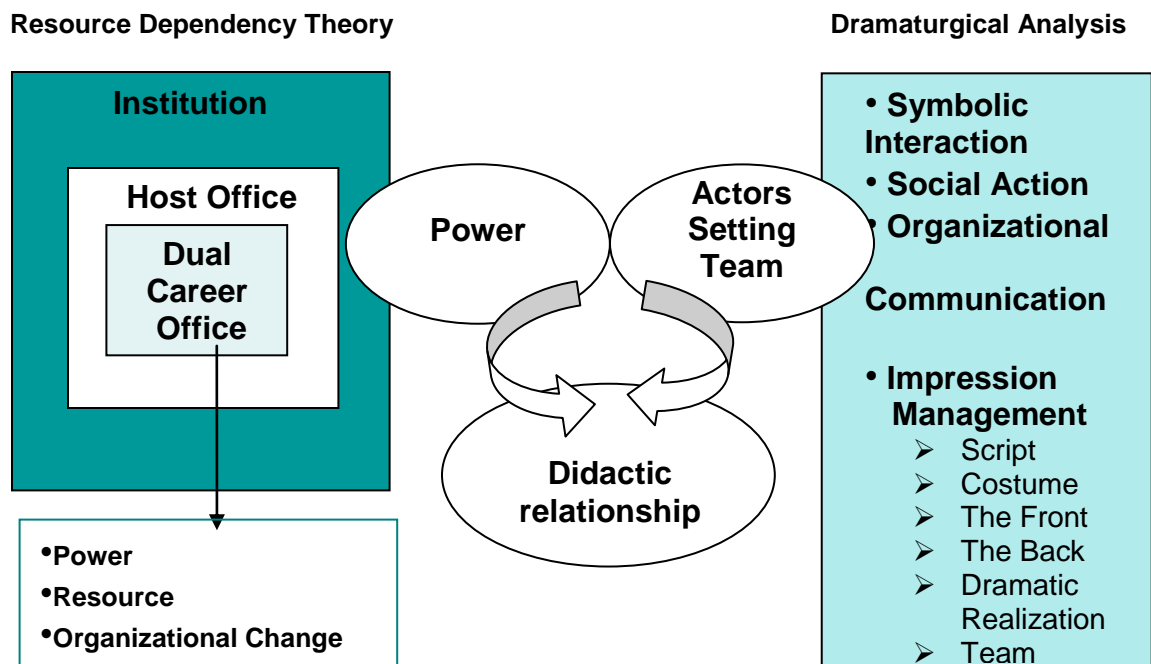 Resource Dependency Theory
Dramaturgical Analysis
Institution
Host Office
Dual
Career
Office
•Power
•Resource
•Organizational Change
Power
Actors
Setting
Team
Didactic
relationship
• Symbolic
Interaction
• Social Action
• Organizational
Communication
• Impression
Management
➢ Script
➢ Costume
➢ The Front
➢ The Back
➢ Dramatic
Realization
➢ Team